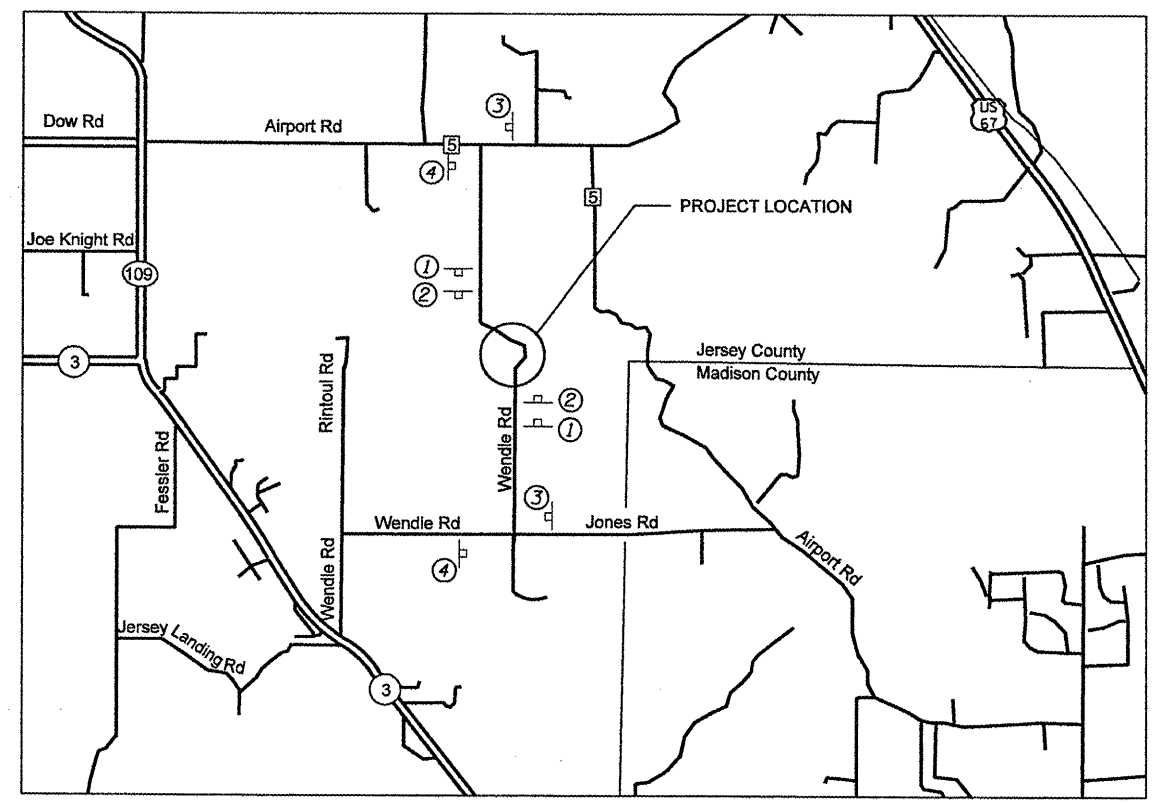 US
67
3
Dow Rd
Airport Rd
5
4
5
PROJECT LOCATION
Joe Knight Rd
109
1
2
3
Jersey County
Madison County
Rintoul Rd
2
1
Wendle Rd
Fessler Rd
3
Wendle Rd
Jones Rd
4
Airport Rd
Wendle Rd
Jersey Landing Rd
3